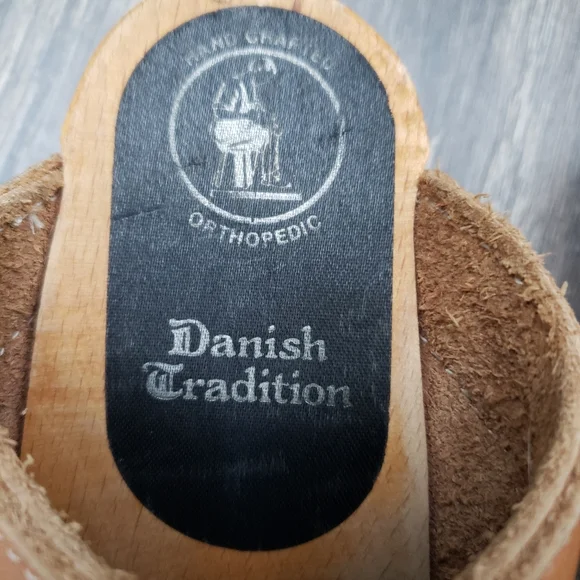 HAND CRAFTED
ORTHOPEDIC
Danish
Tradition